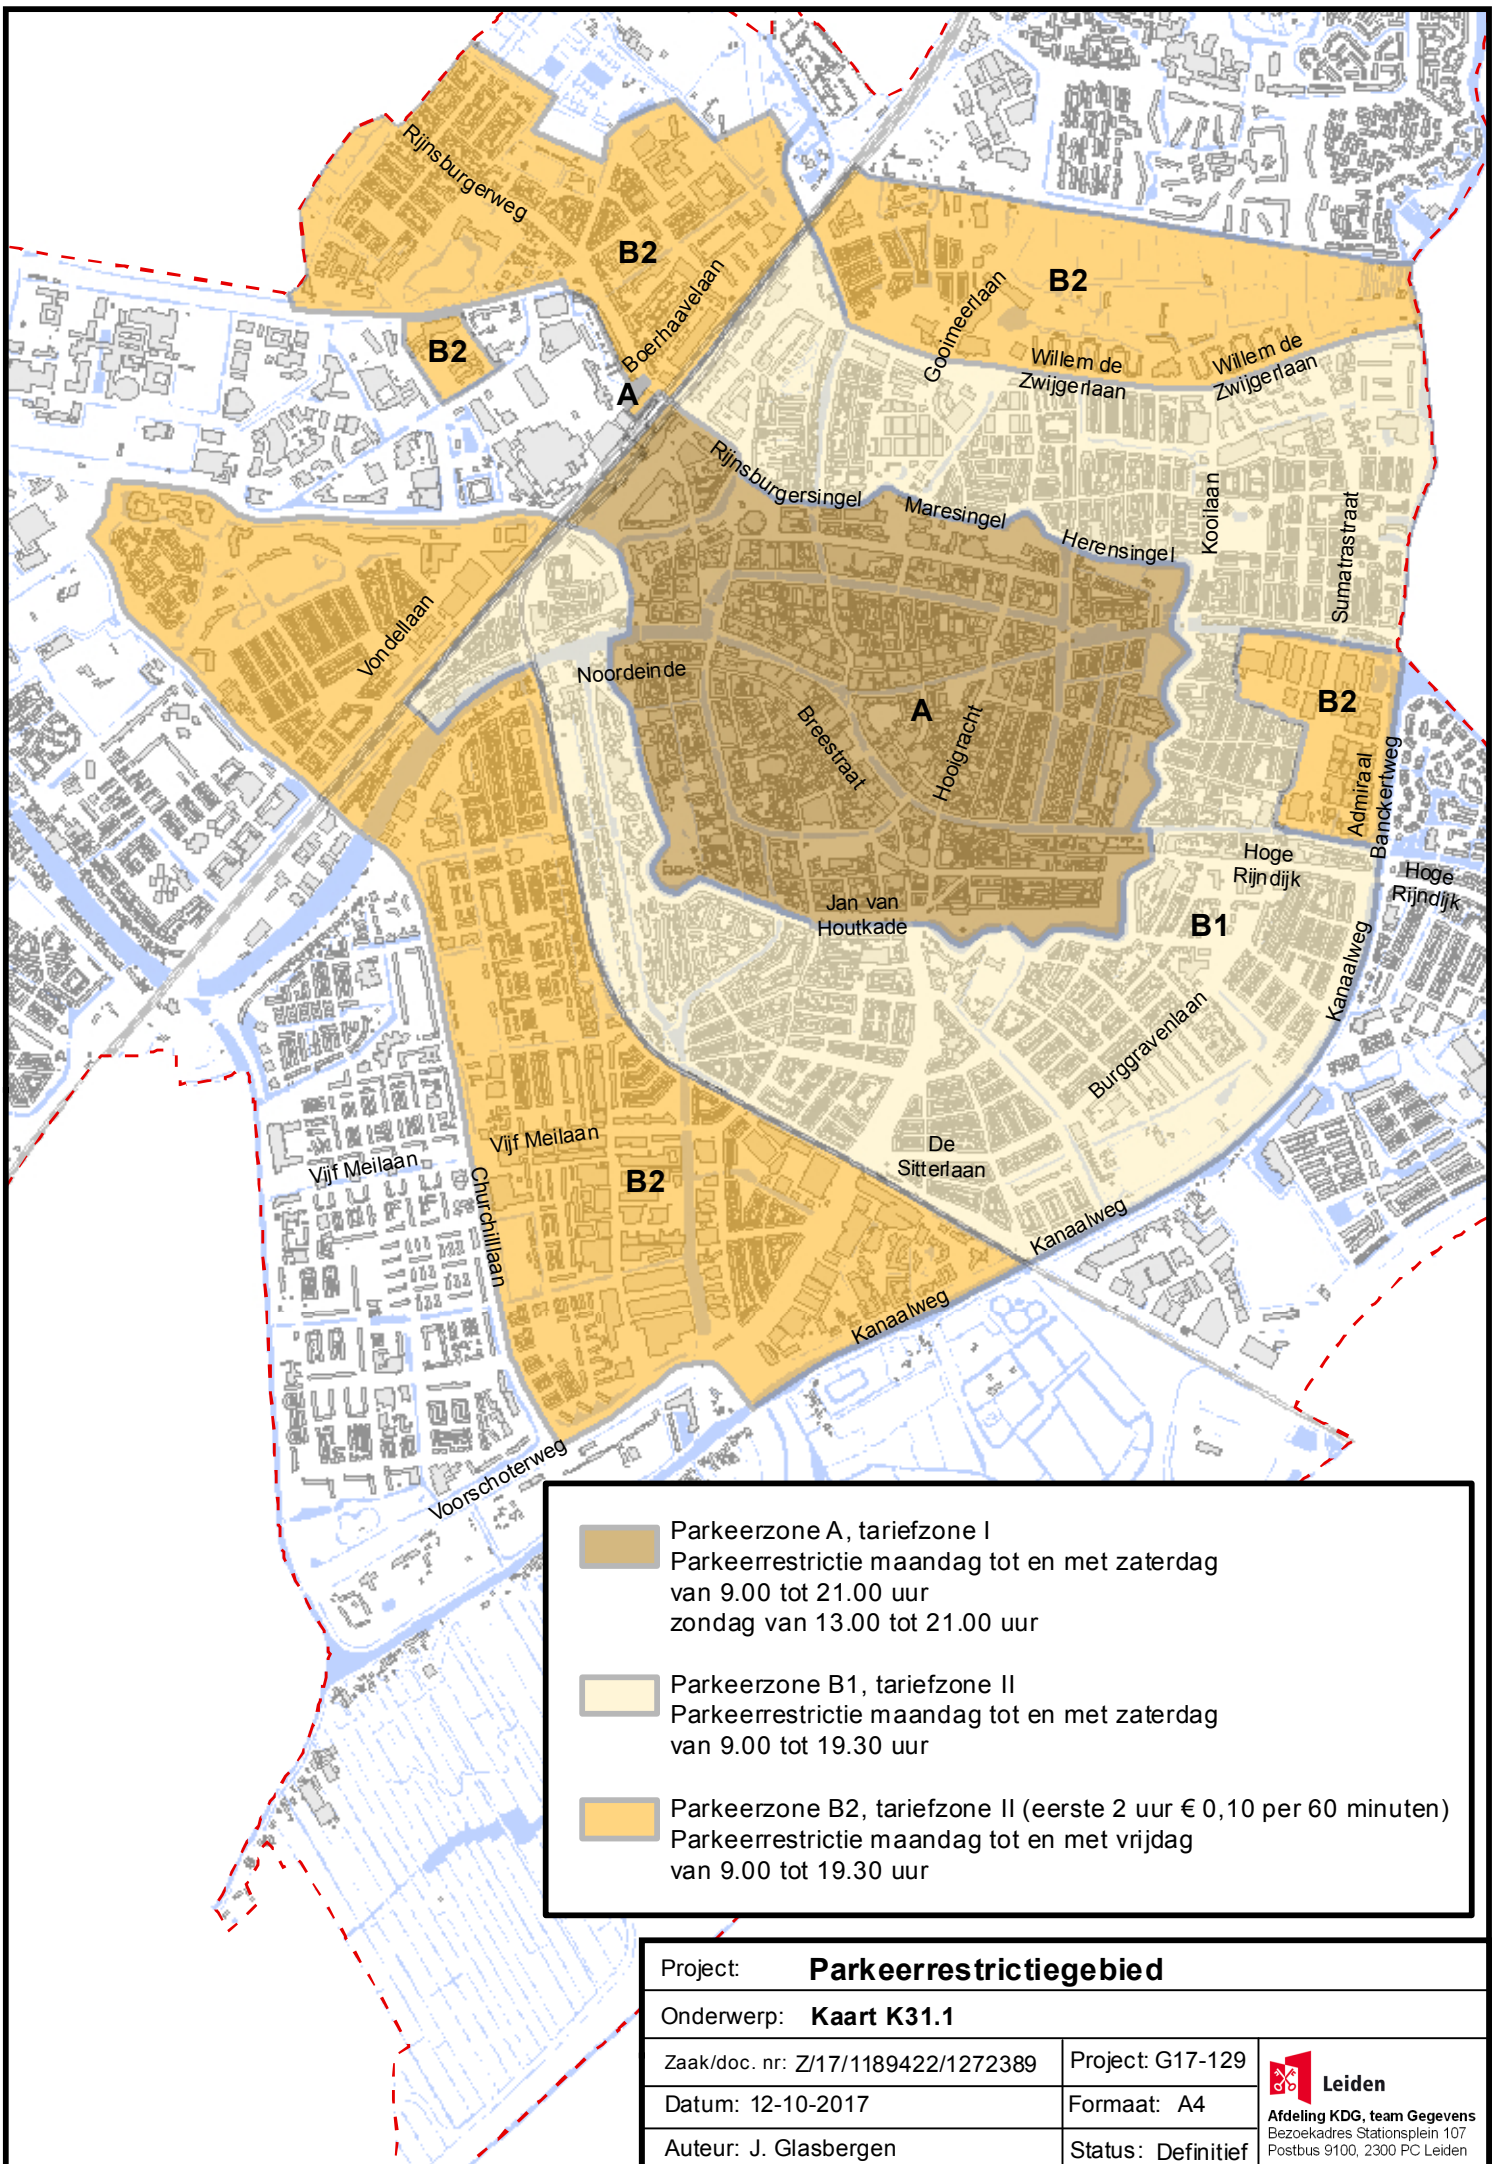 Rijnsburgerweg
B2
Boerhaavelaan
B2
A
B2
Gooimeerlaan
Willem de
Zwijgerlaan
Willem de
Zwijgerlaan
Rijnsburgersingel
Maresingel
Herensingel
Kooilaan
Sumatrastraat
Vondellaan
Noordeinde
Breestraat
A
Hooigracht
B2
Admiraal
Banckertweg
Hoge
Rijndijk
Hoge
Rijndijk
Jan van
Houtkade
B1
Kanaalweg
Burggravenlaan
De
Sitterlaan
Vijf Meilaan
Vijf Meilaan
B2
Churchilllaan
Kanaalweg
Kanaalweg
Voorschoterweg
Parkeerzone A, tariefzone I
Parkeerrestrictie maandag tot en met zaterdag
van 9.00 tot 21.00 uur
zondag van 13.00 tot 21.00 uur
Parkeerzone B1, tariefzone II
Parkeerrestrictie maandag tot en met zaterdag
van 9.00 tot 19.30 uur
Parkeerzone B2, tariefzone II (eerste 2 uur € 0,10 per 60 minuten)
Parkeerrestrictie maandag tot en met vrijdag
van 9.00 tot 19.30 uur
Project: Parkeerrestrictiegebied
Onderwerp: Kaart K31.1
Zaak/doc. nr: Z/17/1189422/1272389
Project: G17-129
Datum: 12-10-2017
Formaat: A4
Auteur: J. Glasbergen
Status: Definitief
Leiden
Afdeling KDG, team Gegevens
Bezoekadres Stationsplein 107
Postbus 9100, 2300 PC Leiden